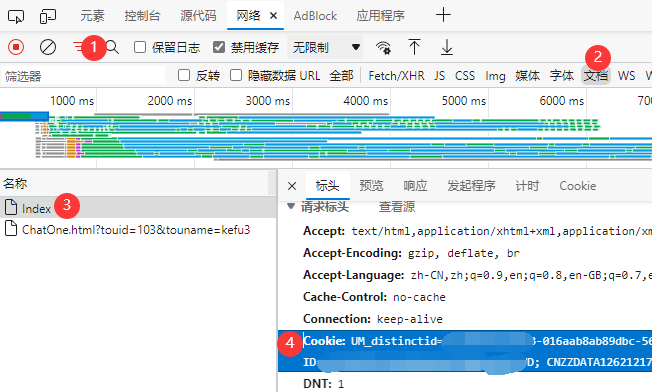 元素 控制台 源代码 网络 AdBlock 应用程序
1 保留日志 禁用缓存 无限制
2
筛选器 反转 隐藏数据 URL 全部 Fetch/XHR JS CSS Img 媒体 字体 文档 WS
1000 ms 2000 ms 3000 ms 4000 ms 5000 ms 6000 ms
名称
Index 3
ChatOne.html?touid=103&touname=kefu3
标头 预览 响应 发起程序 计时 Cookie
请求标头 查看源
Accept: text/html,application/xhtml+xml,application/xm
Accept-Encoding: gzip, deflate, br
Accept-Language: zh-CN,zh;q=0.9,en;q=0.8,en-GB;q=0.7,e
Cache-Control: no-cache
Connection: keep-alive
4 Cookie: UM_distinctid= -016aab8ab89dbc-56
ID D; CNZZDATA12621217
DNT: 1